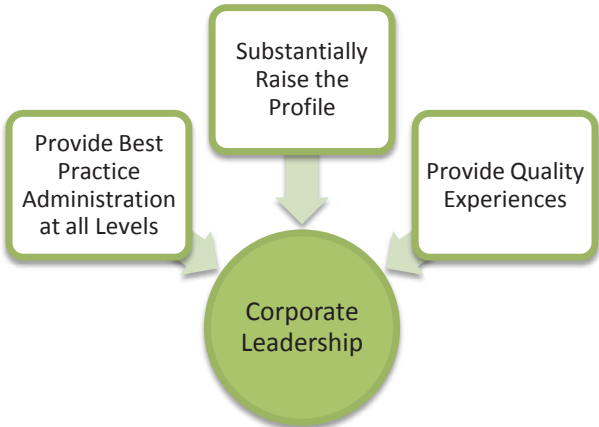 Substantially
Raise the
Profile
Provide Best
Practice
Administration
at all Levels
Provide Quality
Experiences
Corporate
Leadership